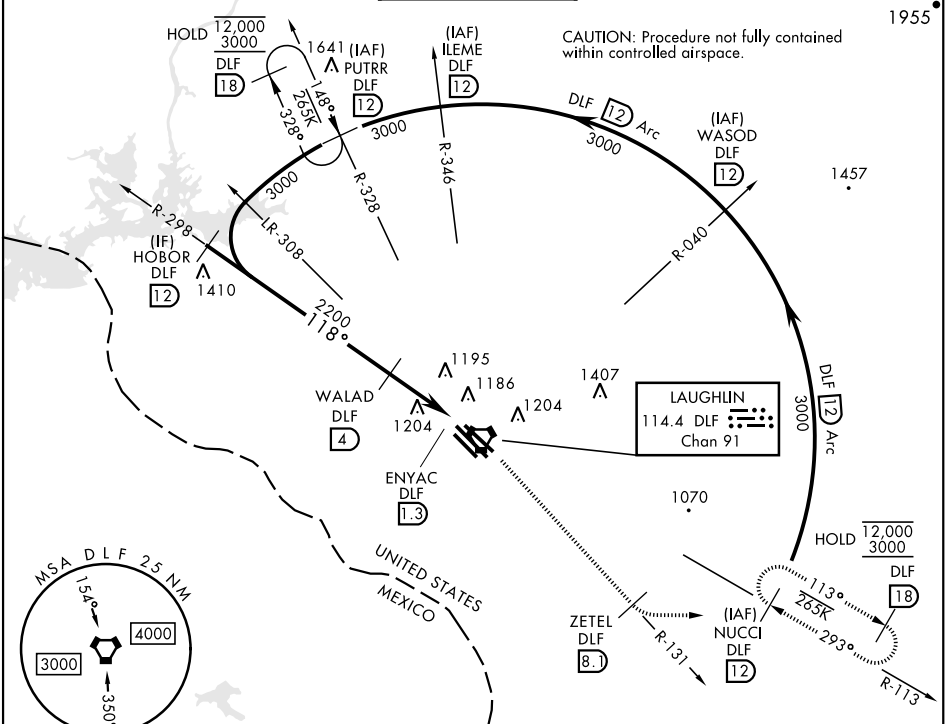 1955
CAUTION: Procedure not fully contained
within controlled airspace.
HOLD 12,000
3000
DLF
18
1641
(IAF)
PUTRR
DLF
12
(IAF)
ILEME
DLF
12
148°
265K
328°
3000
DLF 12 Arc
3000
(IAF)
WASOD
DLF
12
1457
3000
R-328
R-346
R-040
R-298
LR-308
(IF)
HOBOR
DLF
12
1410
2200
118°
WALAD
DLF
4
1195
1186
1204
1204
1407
LAUGHLIN
114.4 DLF
Chan 91
DLF 12 Arc
3000
ENYAC
DLF
1.3
1070
HOLD 12,000
3000
DLF
18
113°
265K
293°
UNITED STATES
MEXICO
ZETEL
DLF
8.1
R-131
(IAF)
NUCCI
DLF
12
R-113
MSA DLF 25 NM
154°
4000
3000
350°